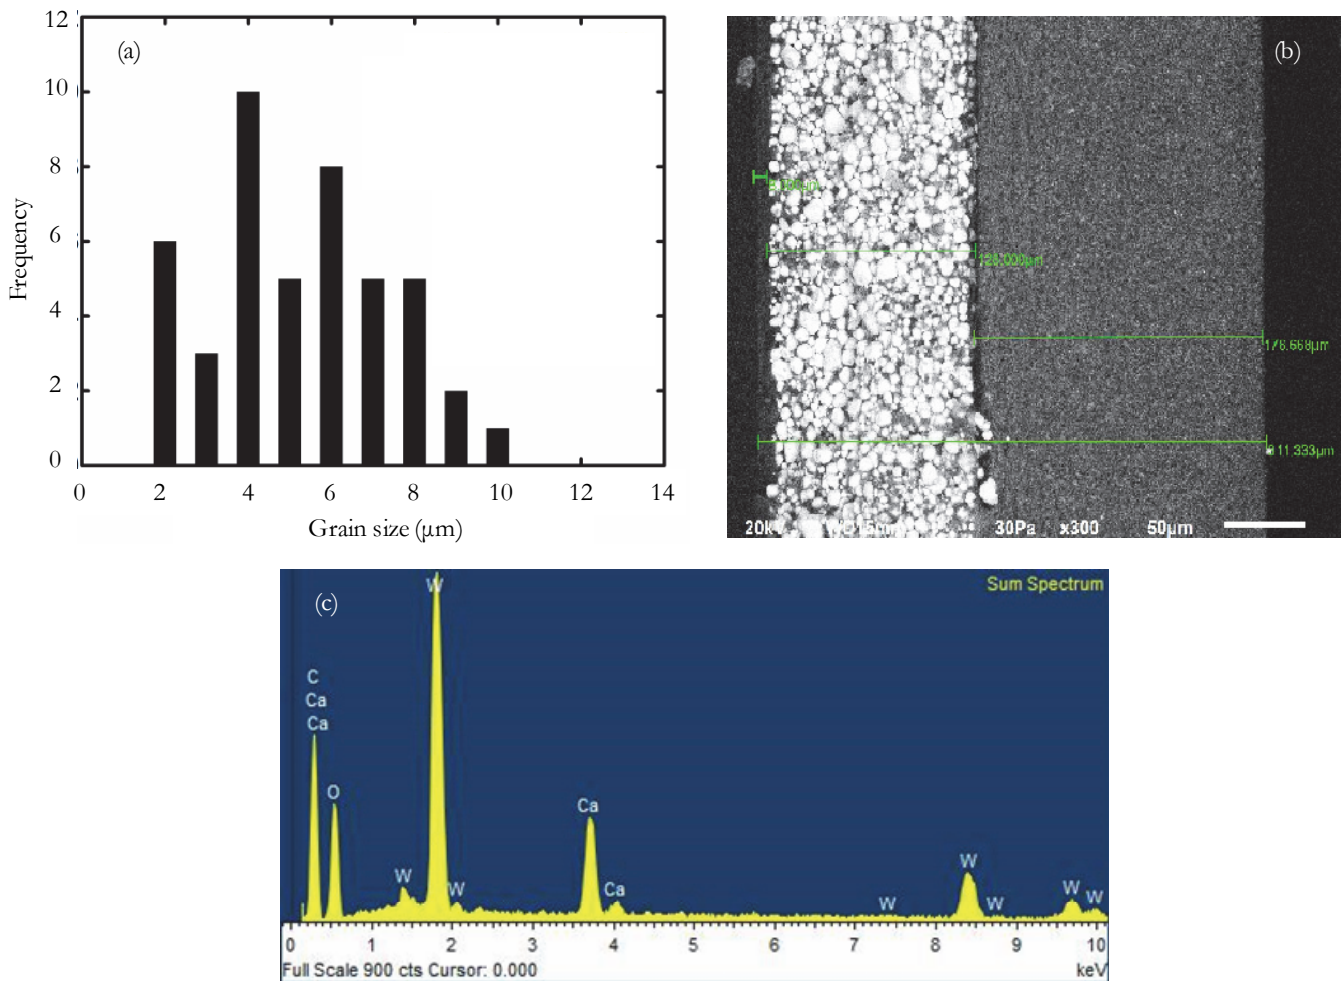 (a)
12
10
8
6
4
2
0
Frequency
0 2 4 6 8 10 12 14
Grain size (µm)
(b)
176.668µm
311.333µm
20kV
15mm
30Pa x300 50µm
(c)
Sum Spectrum
W
C
Ca
Ca
O
Ca
W
W
W
Ca
W
W
W
W
0 1 2 3 4 5 6 7 8 9 10
Full Scale 900 cts Cursor: 0.000
keV